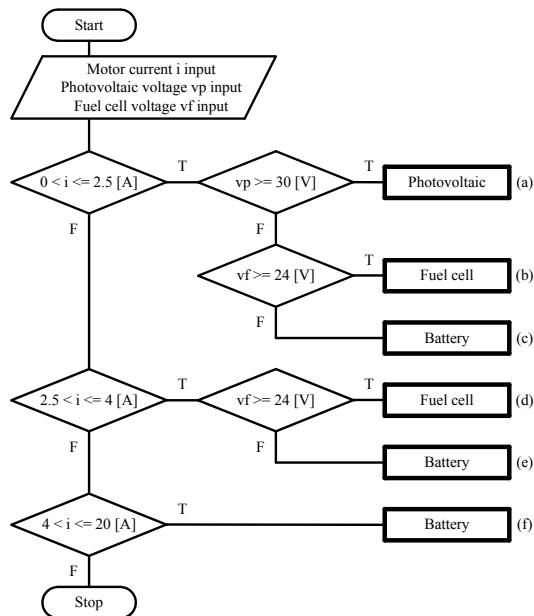 Start
Motor current i input
Photovoltaic voltage vp input
Fuel cell voltage vf input
0 < i <= 2.5 [A]
T
vp >= 30 [V]
T
Photovoltaic
(a)
F
F
vf >= 24 [V]
T
Fuel cell
(b)
F
Battery
(c)
2.5 < i <= 4 [A]
T
vf >= 24 [V]
T
Fuel cell
(d)
F
F
Battery
(e)
4 < i <= 20 [A]
T
Battery
(f)
F
Stop